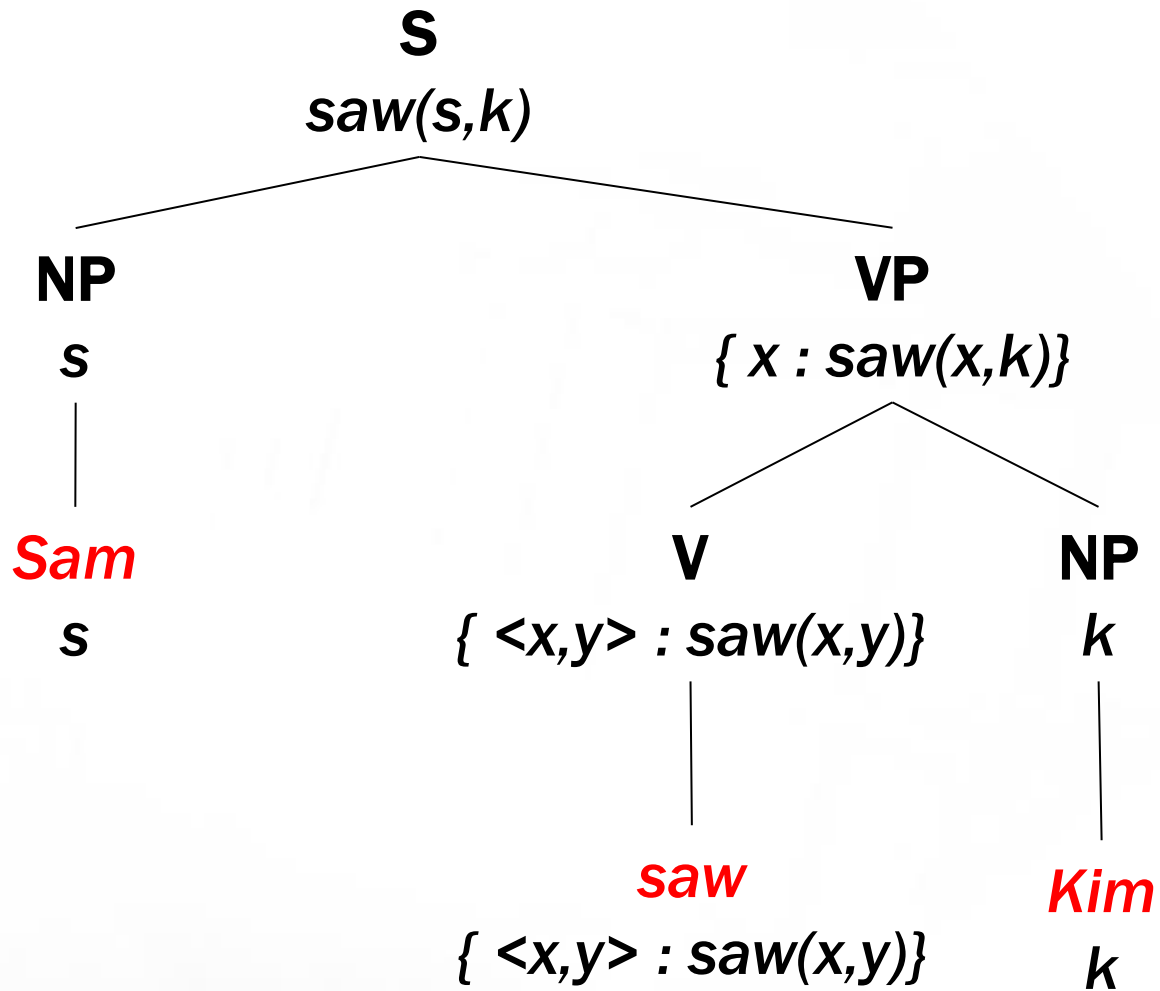 S
saw(s,k)
NP
VP
s
{ x : saw(x,k)}
Sam
V
NP
s
{ <x,y> : saw(x,y)}
k
saw
Kim
{ <x,y> : saw(x,y)}
k